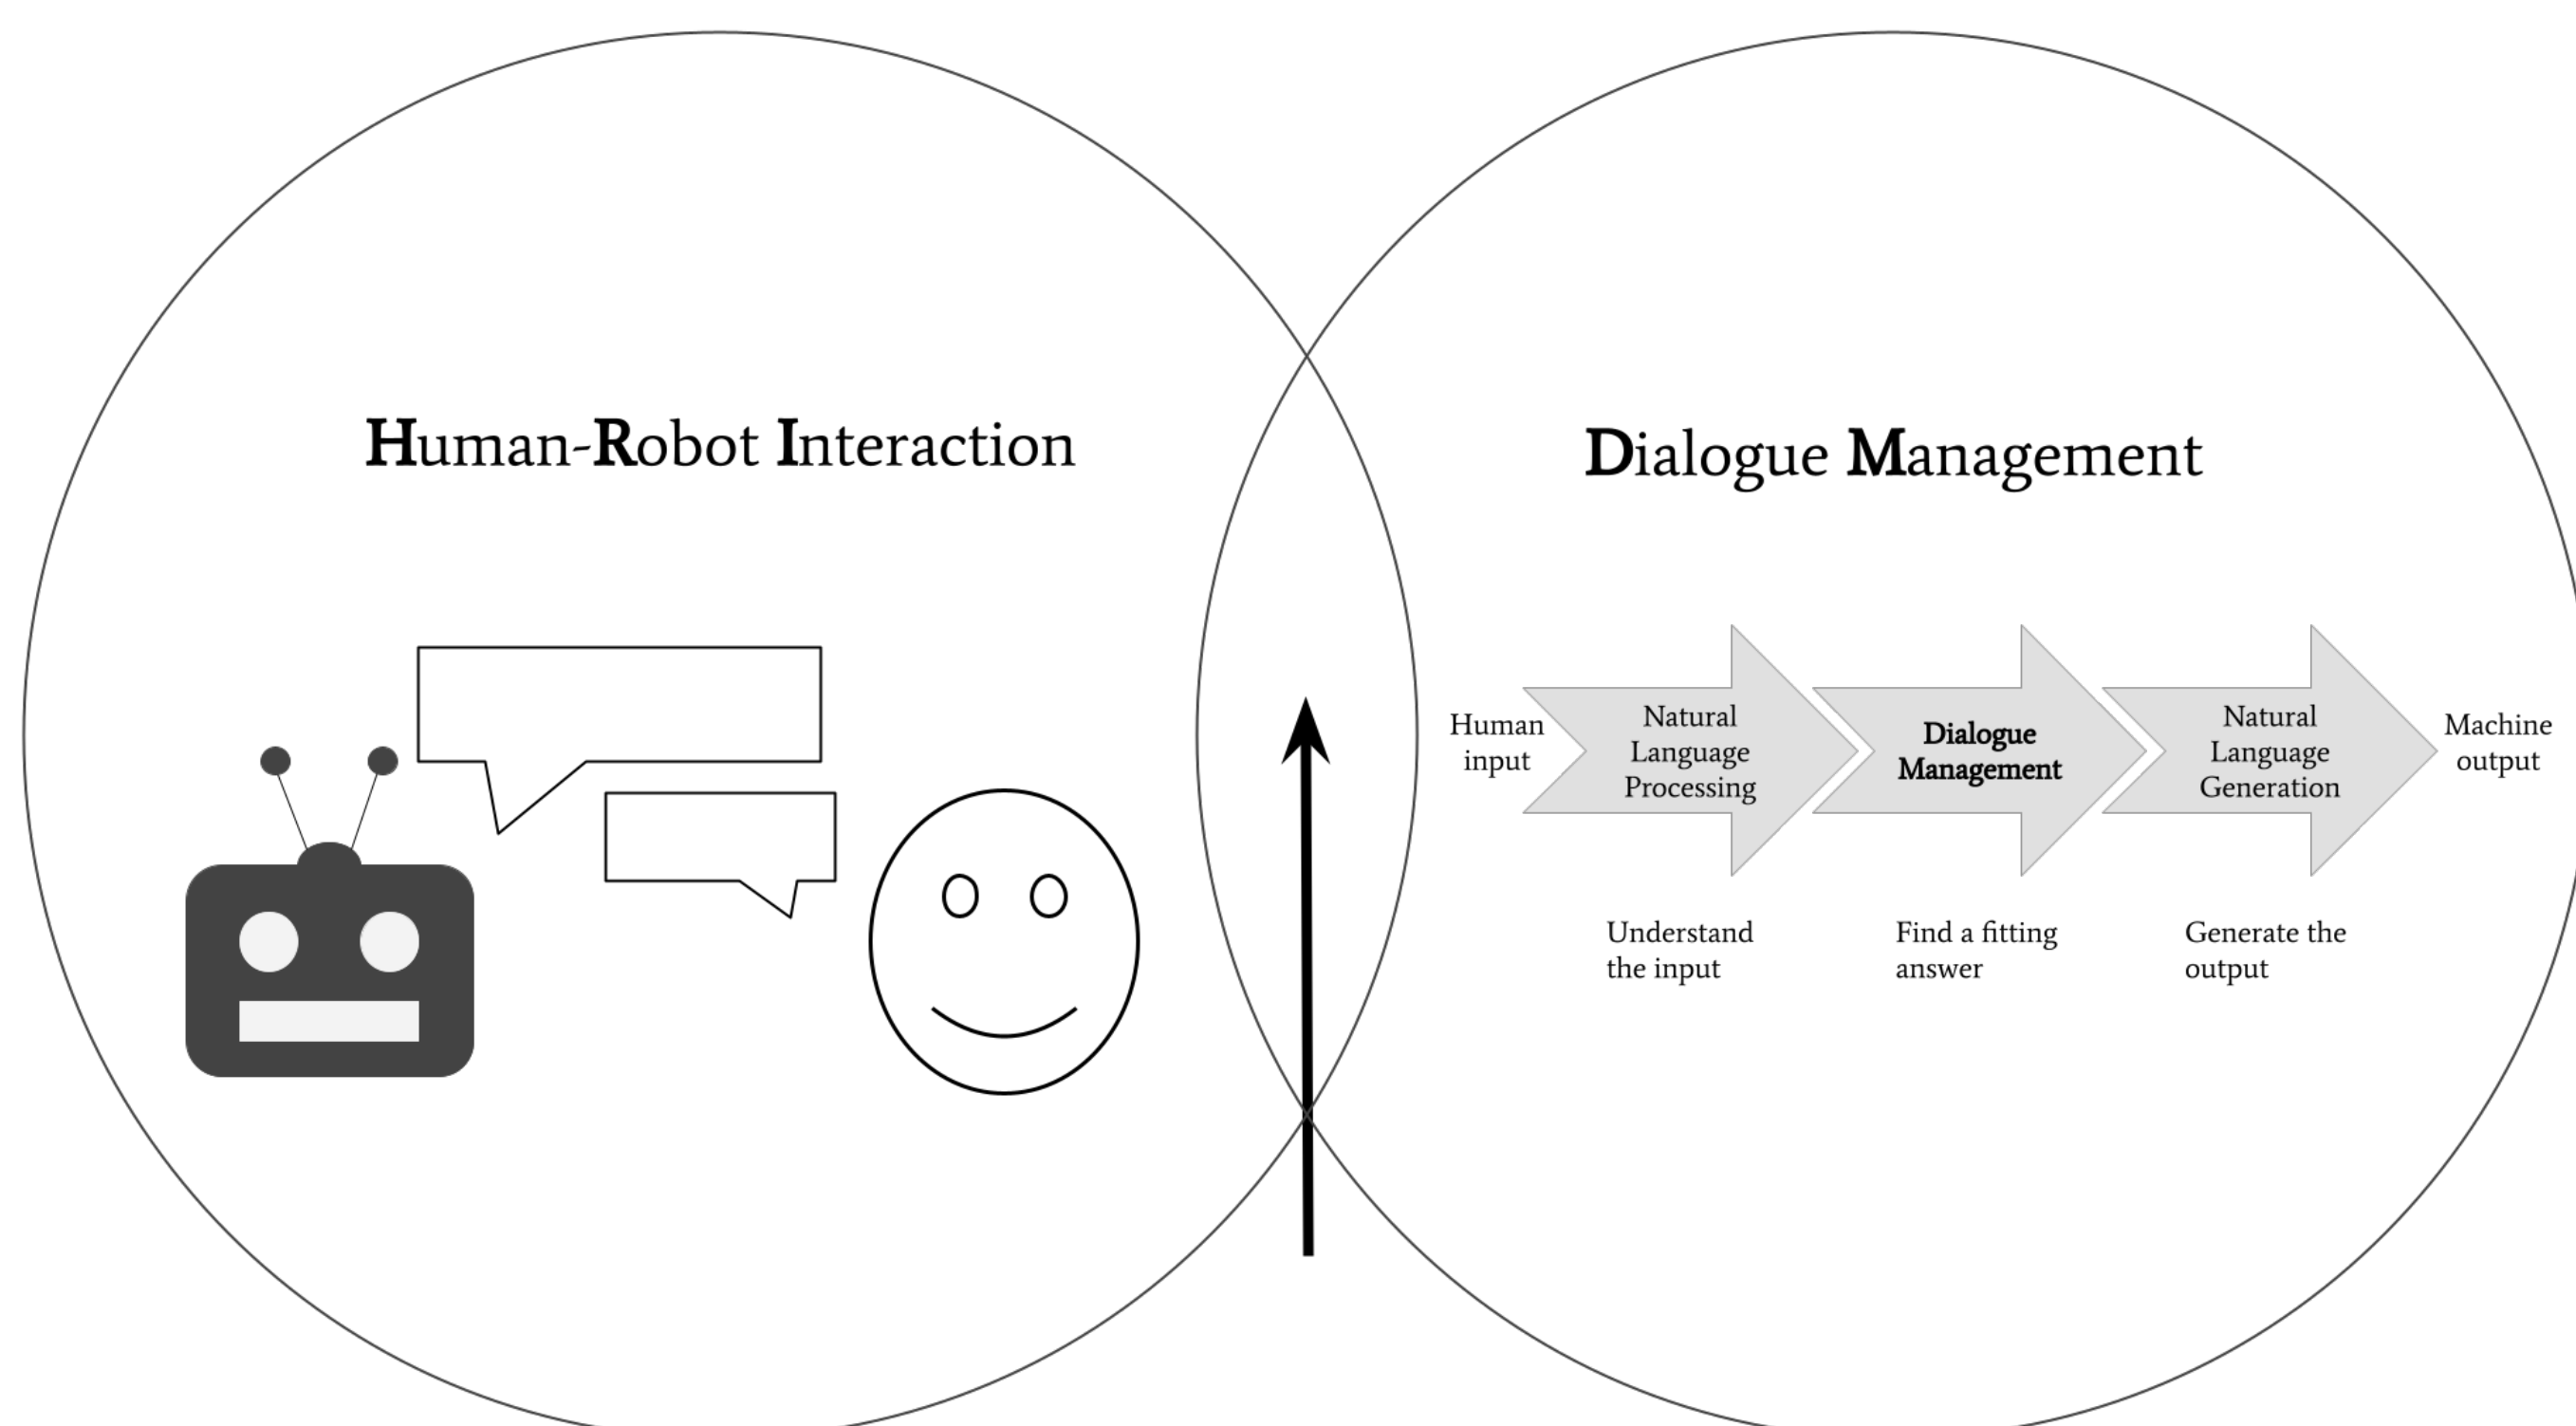 Human-Robot Interaction
Dialogue Management
Human
input
Natural
Language
Processing
Dialogue
Management
Natural
Language
Generation
Machine
output
Understand
the input
Find a fitting
answer
Generate the
output